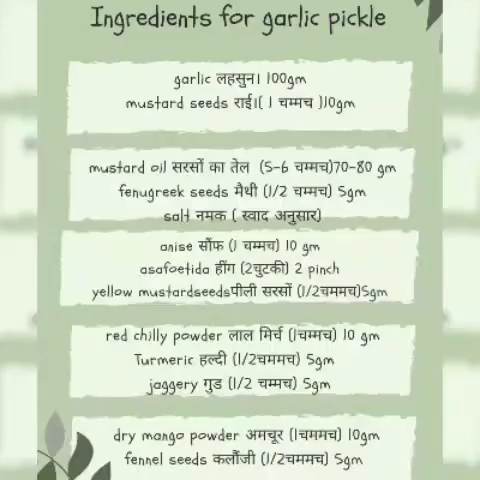 Ingredients for garlic pickle
garlic लहसुन। 100gm
mustard seeds राई।( 1 चम्मच )10gm
mustard oil सरसों का तेल (5-6 चम्मच)70-80 gm
fenugreek seeds मैथी (1/2 चम्मच) 5gm
salt नमक ( स्वाद अनुसार)
anise सोंफ (1 चम्मच) 10 gm
asafoetida हींग (2चुटकी) 2 pinch
yellow mustardseedsपीली सरसों (1/2चममच)5gm
red chilly powder लाल मिर्च (1चम्मच) 10 gm
Turmeric हल्दी (1/2चममच) 5gm
jaggery गुड (1/2 चम्मच) 5gm
dry mango powder अमचूर (1चममच) 10gm
fennel seeds कलौंजी (1/2चममच) 5gm